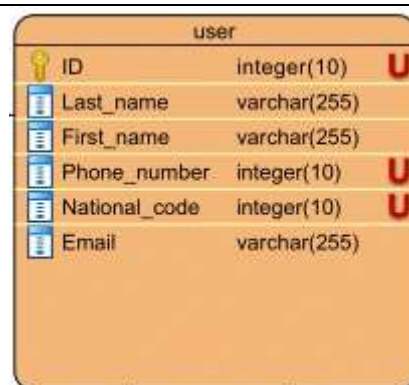 user
ID integer(10) U
Last_name varchar(255)
First_name varchar(255)
Phone_number integer(10) U
National_code integer(10) U
Email varchar(255)